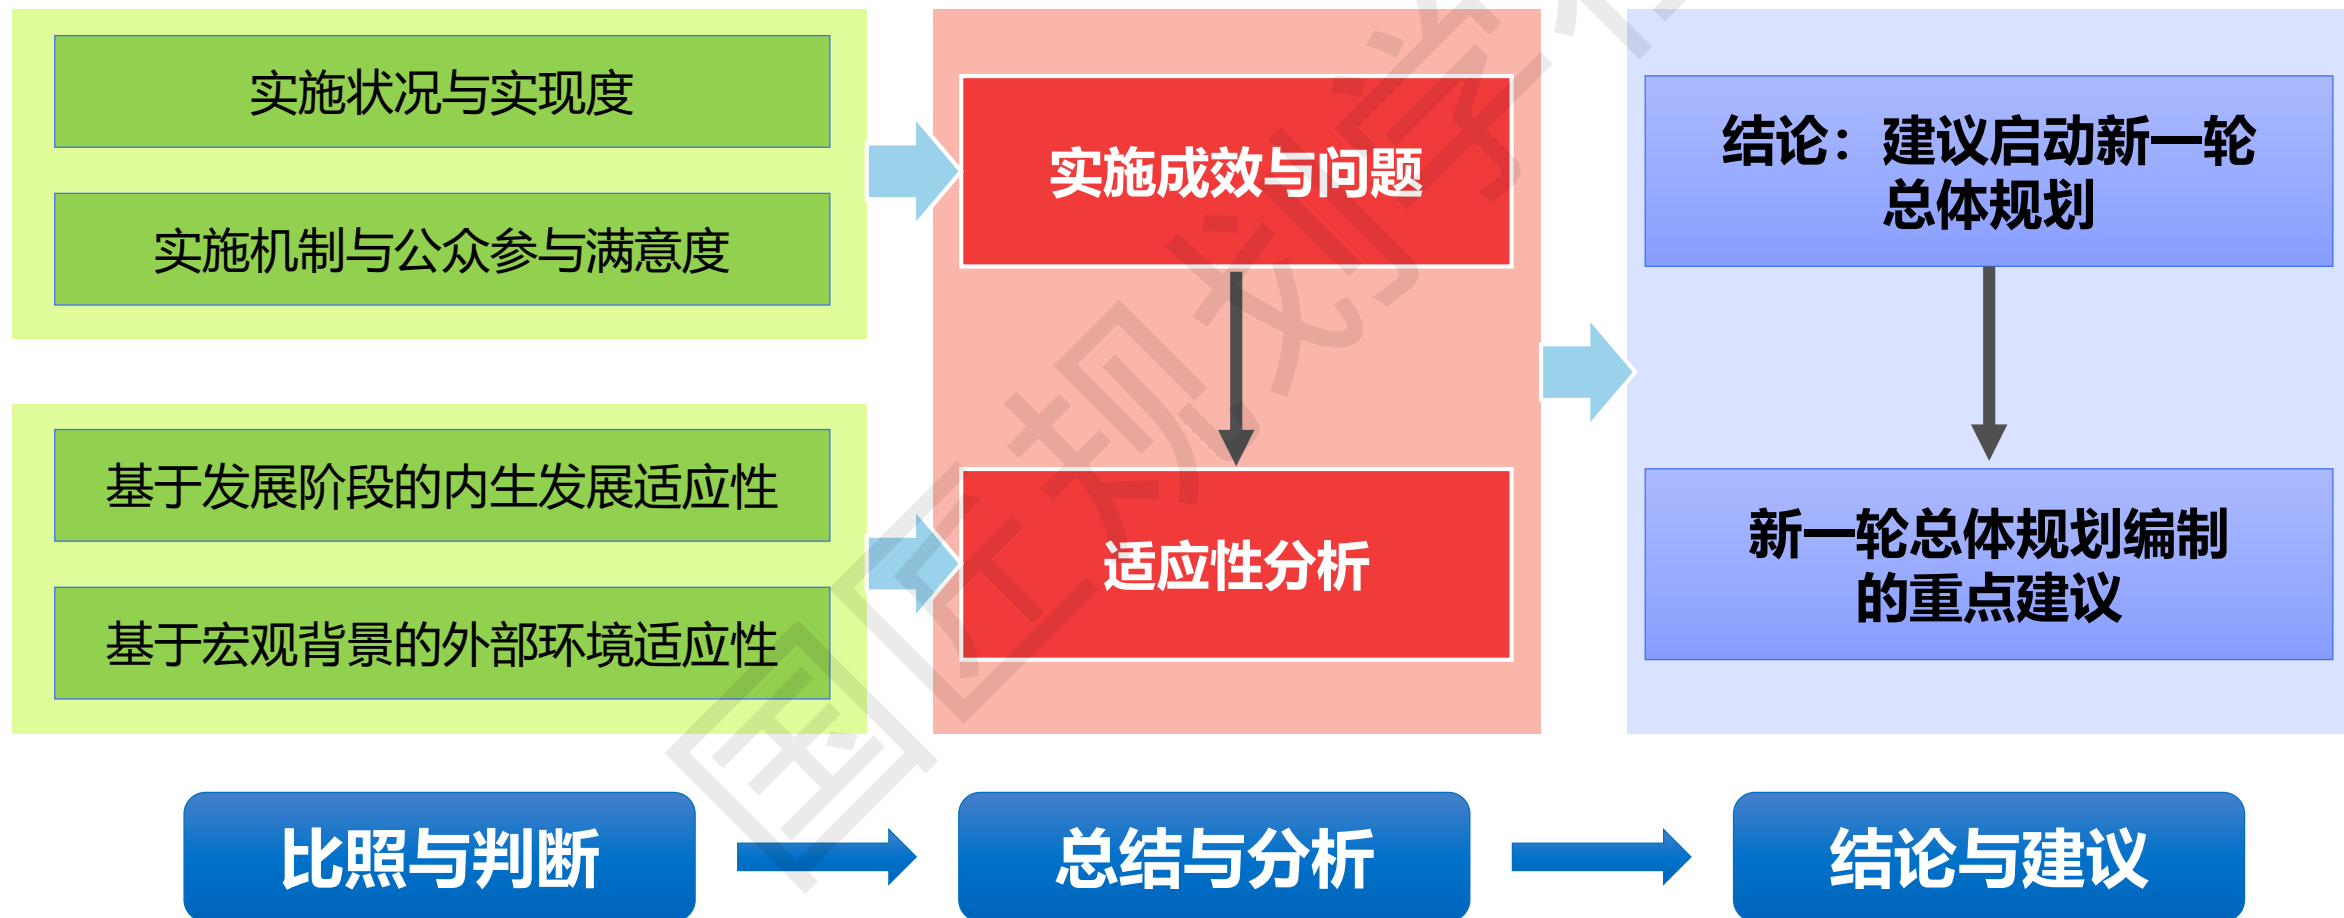 实施状况与实现度
实施机制与公众参与满意度
基于发展阶段的内生发展适应性
基于宏观背景的外部环境适应性
实施成效与问题
适应性分析
结论：建议启动新一轮
总体规划
新一轮总体规划编制
的重点建议
比照与判断
总结与分析
结论与建议
国匠规划学